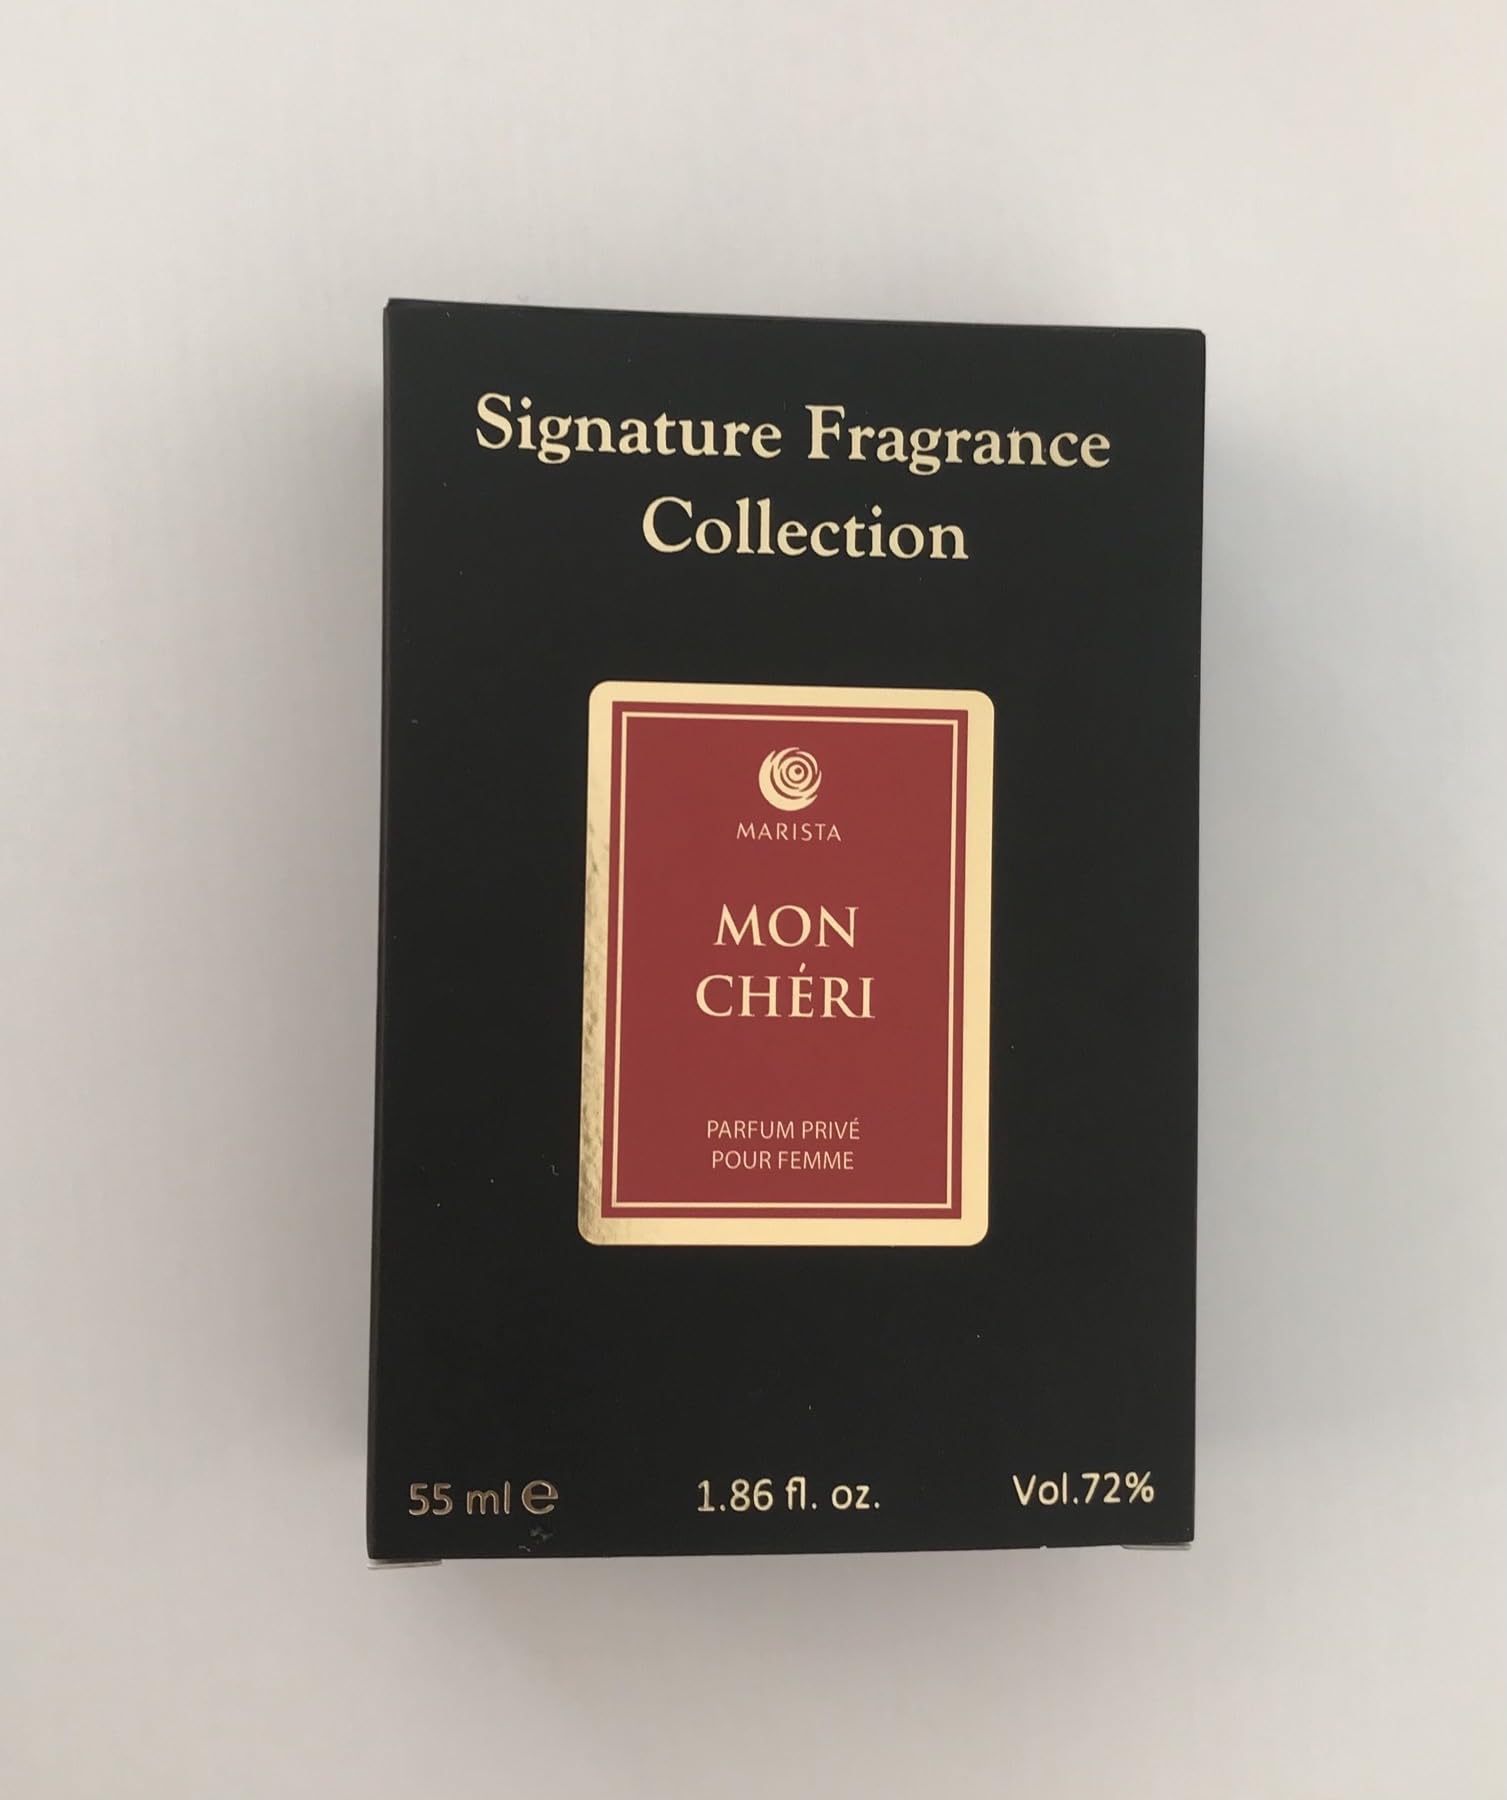 Signature Fragrance
Collection
MARISTA
MON
CHÉRI
PARFUM PRIVÉ
POUR FEMME
55 ml ℮ 1.86 fl. oz. Vol.72%